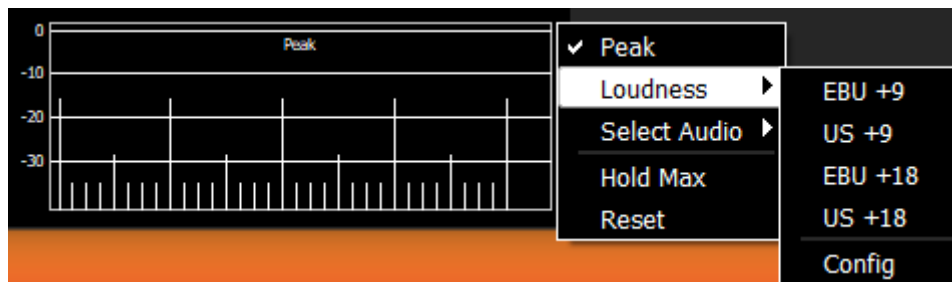 0
Peak
-10
-20
-30
Peak
Loudness
Select Audio
Hold Max
Reset
EBU +9
US +9
EBU +18
US +18
Config